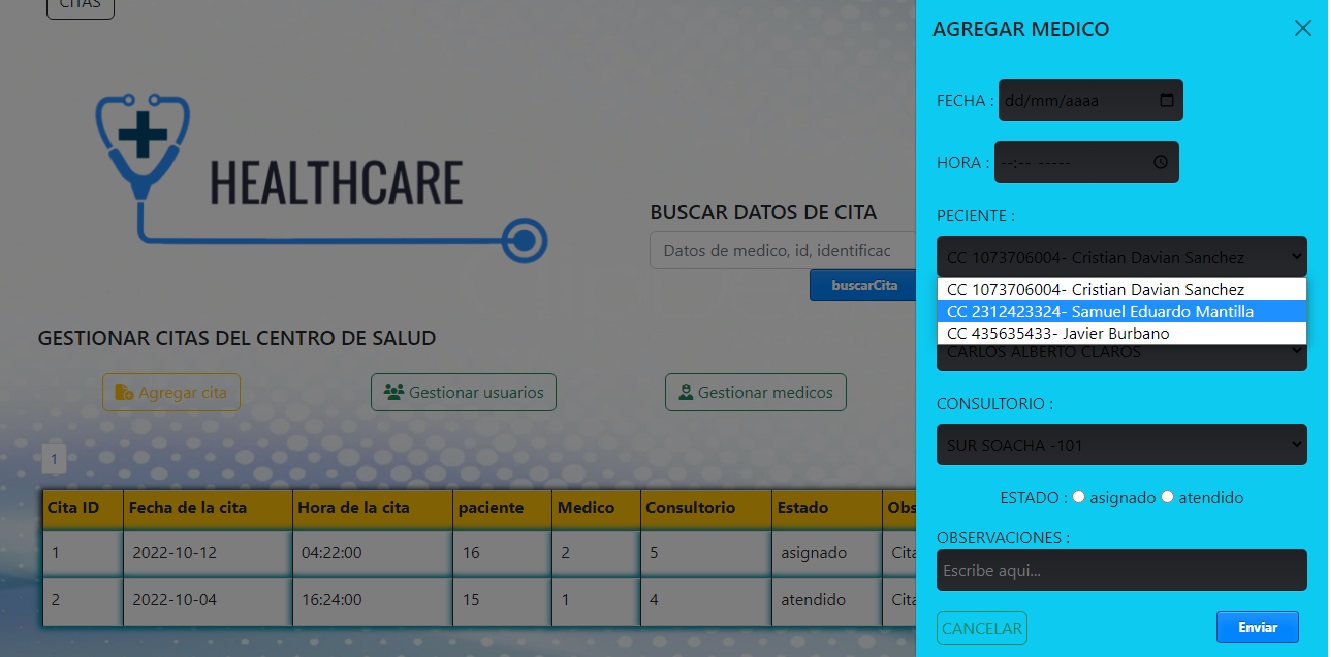 CITAS
HEALTHCARE
BUSCAR DATOS DE CITA
Datos de medico, id, identificac
buscarCita
GESTIONAR CITAS DEL CENTRO DE SALUD
Agregar cita
Gestionar usuarios
Gestionar medicos
1
Cita ID Fecha de la cita Hora de la cita paciente Medico Consultorio Estado Obs
1 2022-10-12 04:22:00 16 2 5 asignado Cita
2 2022-10-04 16:24:00 15 1 4 atendido Cita
AGREGAR MEDICO
FECHA : dd/mm/aaaa
HORA : --:-- -----
PECIENTE :
CC 1073706004- Cristian Davian Sanchez
CC 1073706004- Cristian Davian Sanchez
CC 2312423324- Samuel Eduardo Mantilla
CC 435635433- Javier Burbano
CARLOS ALBERTO CLAROS
CONSULTORIO :
SUR SOACHA -101
ESTADO : asignado atendido
OBSERVACIONES :
Escribe aqui...
CANCELAR
Enviar